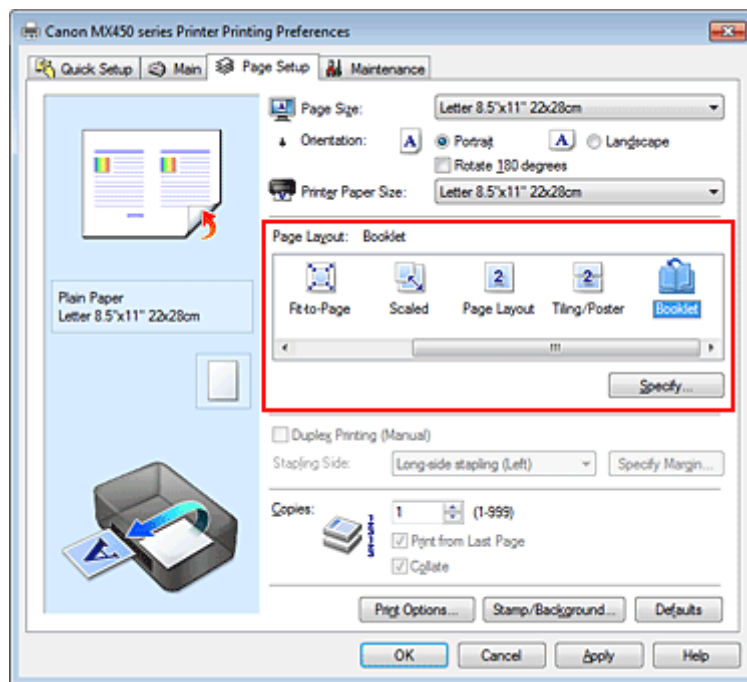 Canon MX450 series Printer Printing Preferences
Quick Setup Main Page Setup Maintenance
Page Size: Letter 8.5"x11" 22x28cm
Orientation: A Portrait A Landscape
Rotate 180 degrees
Printer Paper Size: Letter 8.5"x11" 22x28cm
Page Layout: Booklet
2 2
Fit-to-Page Scaled Page Layout Tiling/Poster Booklet
Specify...
Plain Paper
Letter 8.5"x11" 22x28cm
Duplex Printing (Manual)
Stapling Side: Long-side stapling (Left) Specify Margin...
Copies: 1 (1-999)
Print from Last Page
Collate
A
Print Options... Stamp/Background... Defaults
OK Cancel Apply Help